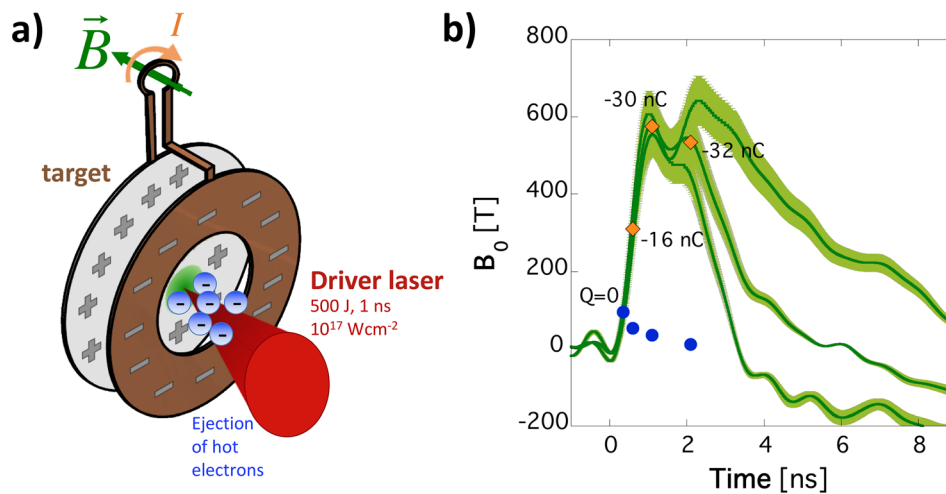 a)
B
I
target
Driver laser
500 J, 1 ns
10¹⁷ Wcm⁻²
Ejection
of hot
electrons
b)
B₀ [T]
800
600
400
200
0
-200
-30 nC
-32 nC
-16 nC
Q=0
0
2
4
6
8
Time [ns]